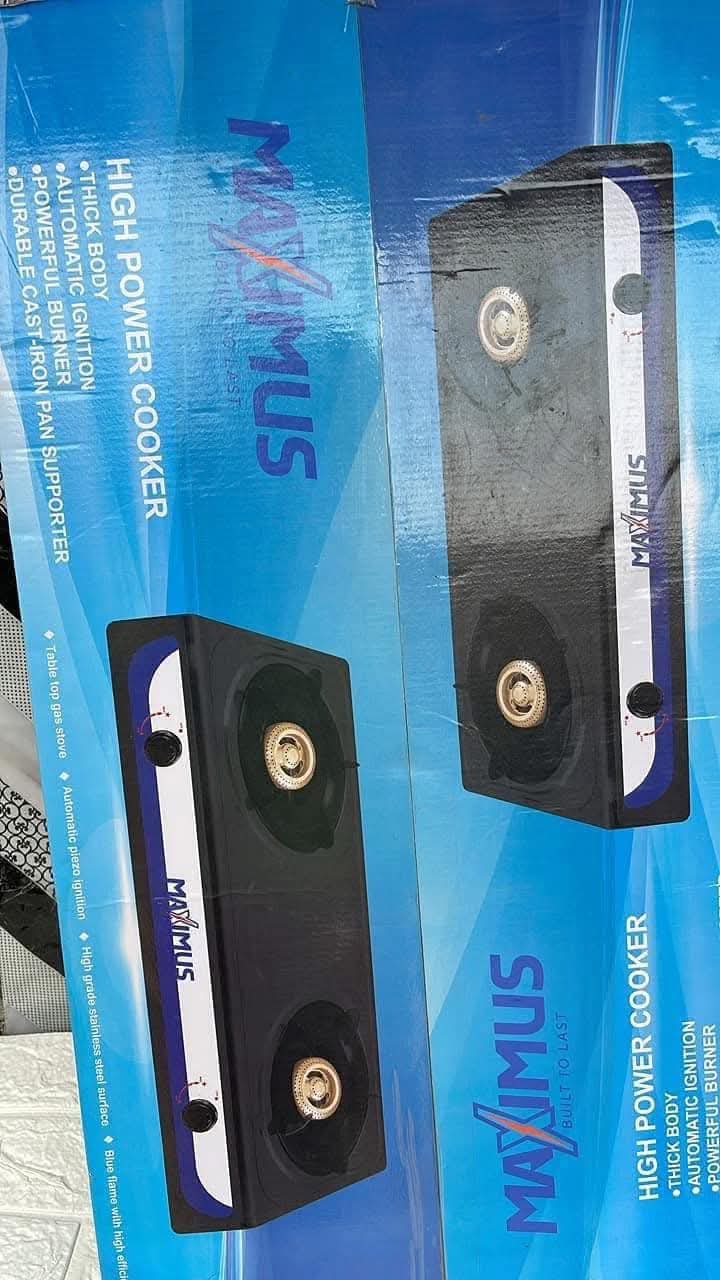 MAXIMUS
BUILT TO LAST
HIGH POWER COOKER
•THICK BODY
•AUTOMATIC IGNITION
•POWERFUL BURNER
•DURABLE CAST-IRON PAN SUPPORTER
MAXIMUS
◆ Table top gas stove ◆ Automatic piezo ignition ◆ High grade stainless steel surface ◆ Blue flame with high effici
MAXIMUS
MAXIMUS
BUILT TO LAST
HIGH POWER COOKER
•THICK BODY
•AUTOMATIC IGNITION
•POWERFUL BURNER